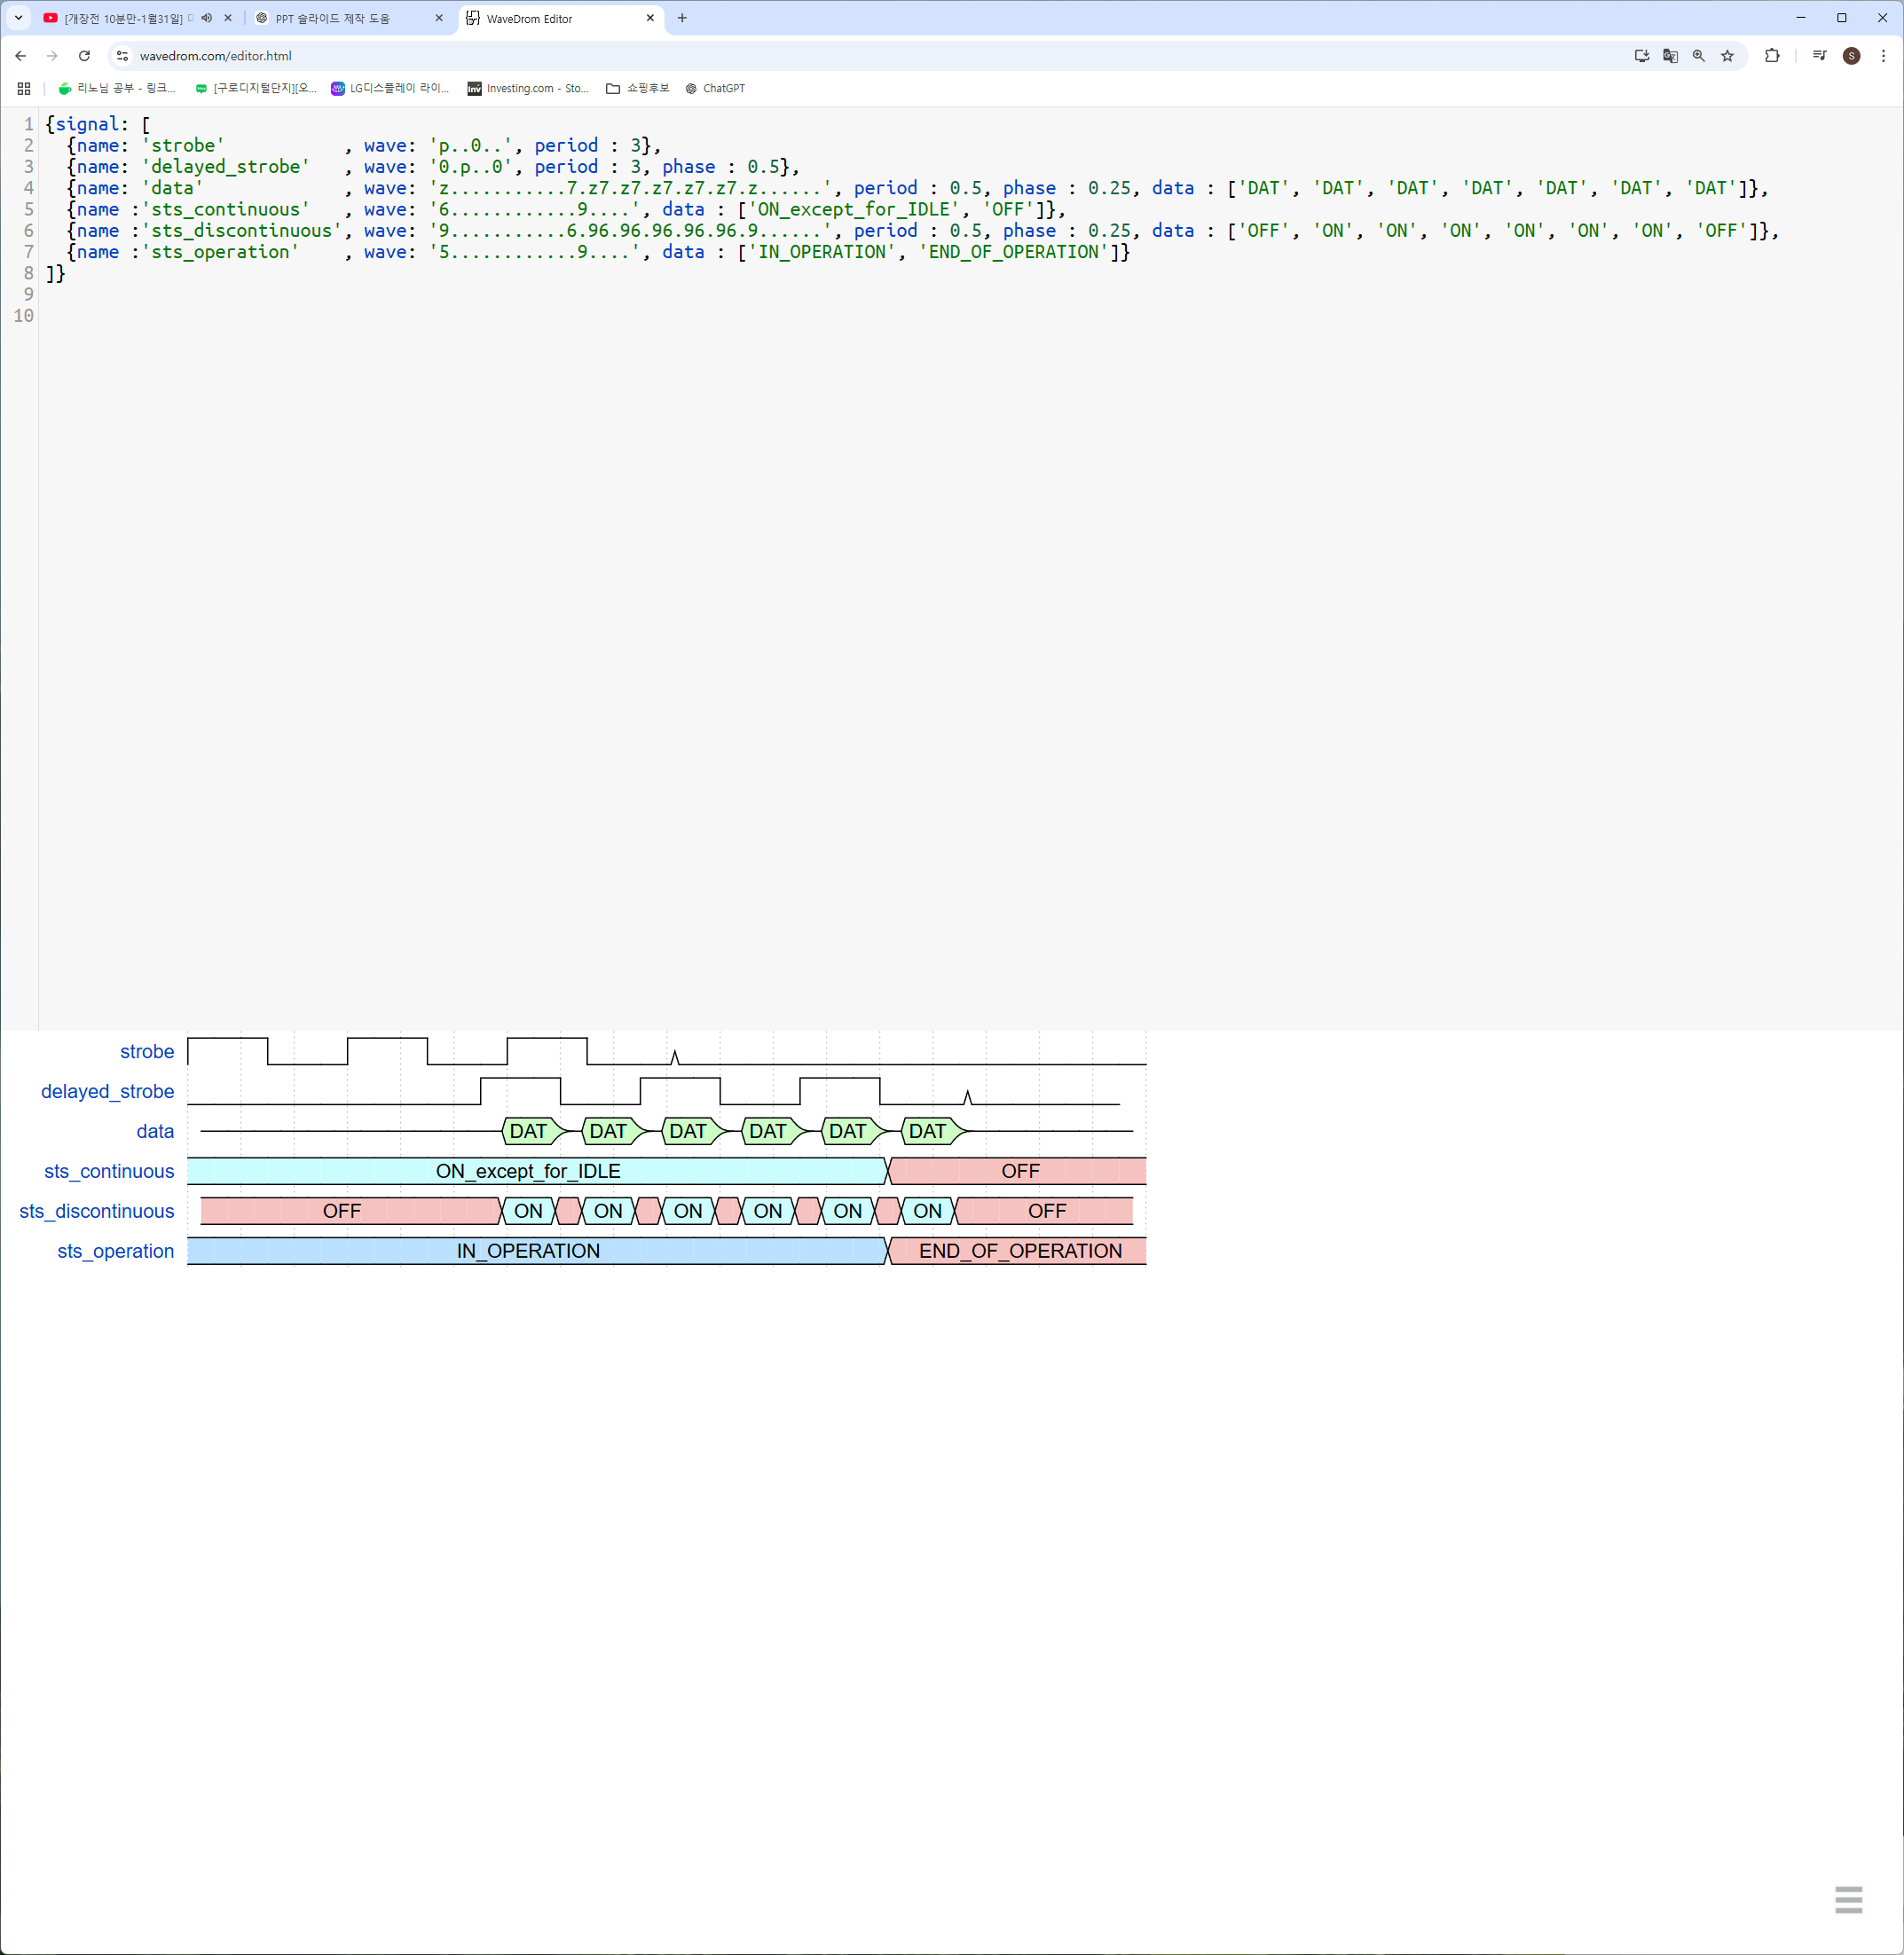 [개장전 10분만-1월31일]
PPT 슬라이드 제작 도움
WaveDrom Editor
wavedrom.com/editor.html
S
리노님 공부 - 링크...
[구로디지털단지][오...
LG디스플레이 라이...
Inv
Investing.com - Sto...
쇼핑후보
ChatGPT
1 {signal: [
2   {name: 'strobe'           , wave: 'p..0..', period : 3},
3   {name: 'delayed_strobe'   , wave: '0.p..0', period : 3, phase : 0.5},
4   {name: 'data'             , wave: 'z...........7.z7.z7.z7.z7.z7.z......', period : 0.5, phase : 0.25, data : ['DAT', 'DAT', 'DAT', 'DAT', 'DAT', 'DAT', 'DAT']},
5   {name :'sts_continuous'   , wave: '6............9....', data : ['ON_except_for_IDLE', 'OFF']},
6   {name :'sts_discontinuous', wave: '9...........6.96.96.96.96.96.9......', period : 0.5, phase : 0.25, data : ['OFF', 'ON', 'ON', 'ON', 'ON', 'ON', 'ON', 'OFF']},
7   {name :'sts_operation'    , wave: '5............9....', data : ['IN_OPERATION', 'END_OF_OPERATION']}
8 ]}
9
10
strobe
delayed_strobe
data DAT DAT DAT DAT DAT DAT
sts_continuous ON_except_for_IDLE OFF
sts_discontinuous OFF ON ON ON ON ON ON OFF
sts_operation IN_OPERATION END_OF_OPERATION